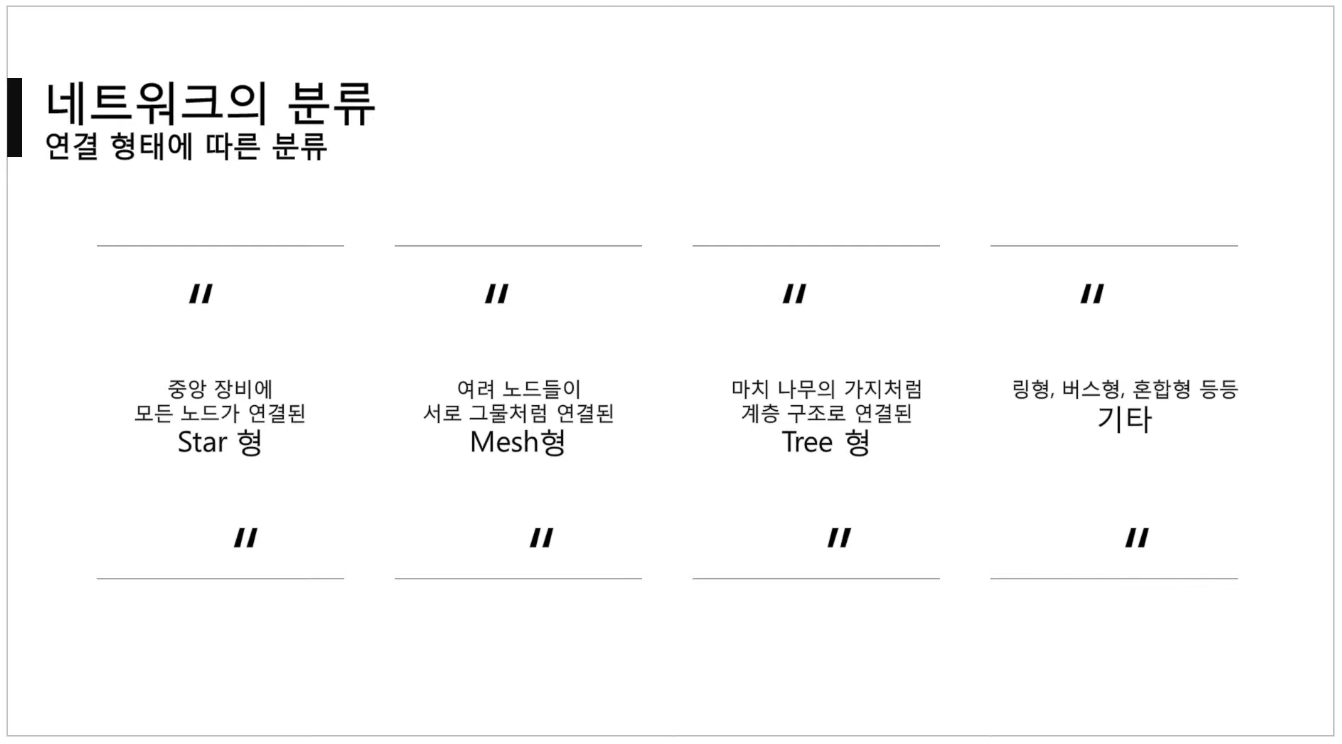 네트워크의 분류
연결 형태에 따른 분류
"
중앙 장비에
모든 노드가 연결된
Star 형
"
"
여려 노드들이
서로 그물처럼 연결된
Mesh형
"
"
마치 나무의 가지처럼
계층 구조로 연결된
Tree 형
"
"
링형, 버스형, 혼합형 등등
기타
"